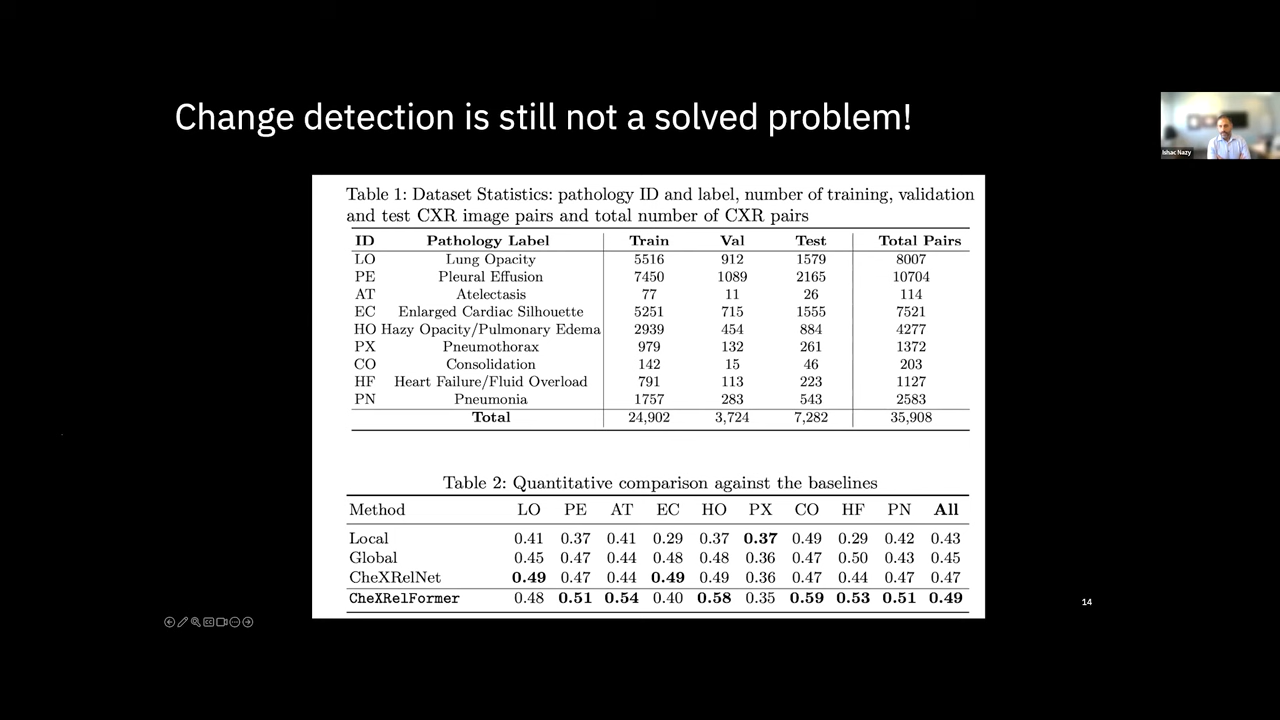 Change detection is still not a solved problem!
Ishac Nazy
Table 1: Dataset Statistics: pathology ID and label, number of training, validation
and test CXR image pairs and total number of CXR pairs
ID Pathology Label Train Val Test Total Pairs
LO Lung Opacity 5516 912 1579 8007
PE Pleural Effusion 7450 1089 2165 10704
AT Atelectasis 77 11 26 114
EC Enlarged Cardiac Silhouette 5251 715 1555 7521
HO Hazy Opacity/Pulmonary Edema 2939 454 884 4277
PX Pneumothorax 979 132 261 1372
CO Consolidation 142 15 46 203
HF Heart Failure/Fluid Overload 791 113 223 1127
PN Pneumonia 1757 283 543 2583
Total 24,902 3,724 7,282 35,908
Table 2: Quantitative comparison against the baselines
Method LO PE AT EC HO PX CO HF PN All
Local 0.41 0.37 0.41 0.29 0.37 0.37 0.49 0.29 0.42 0.43
Global 0.45 0.47 0.44 0.48 0.48 0.36 0.47 0.50 0.43 0.45
CheXRelNet 0.49 0.47 0.44 0.49 0.49 0.36 0.47 0.44 0.47 0.47
CheXRelFormer 0.48 0.51 0.54 0.40 0.58 0.35 0.59 0.53 0.51 0.49
14